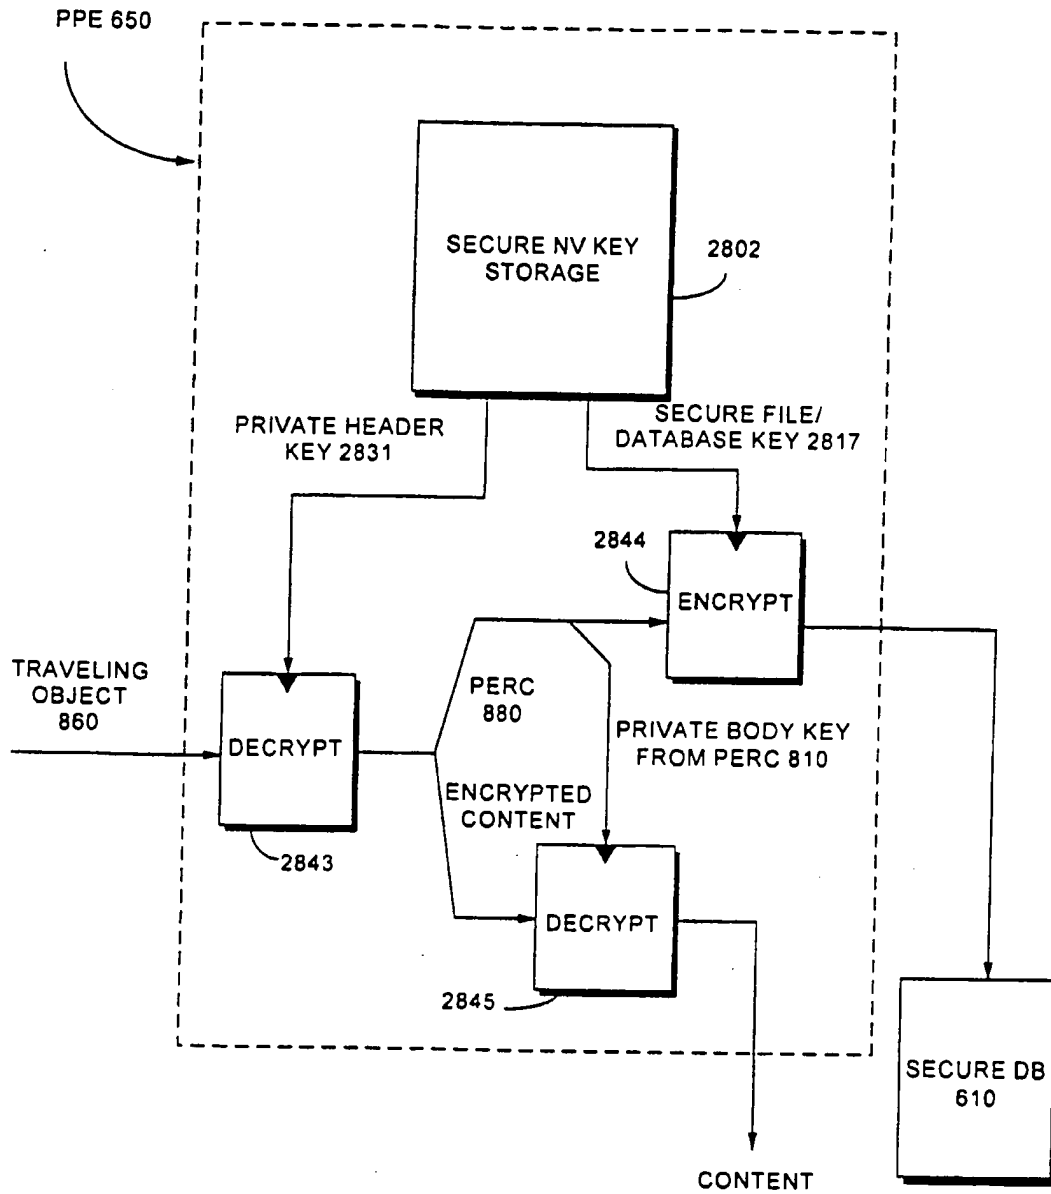 PPE 650
SECURE NV KEY
STORAGE
2802
PRIVATE HEADER
KEY 2831
SECURE FILE/
DATABASE KEY 2817
2844
ENCRYPT
TRAVELING
OBJECT
860
DECRYPT
PERC
880
PRIVATE BODY KEY
FROM PERC 810
ENCRYPTED
CONTENT
2843
DECRYPT
2845
SECURE DB
610
CONTENT